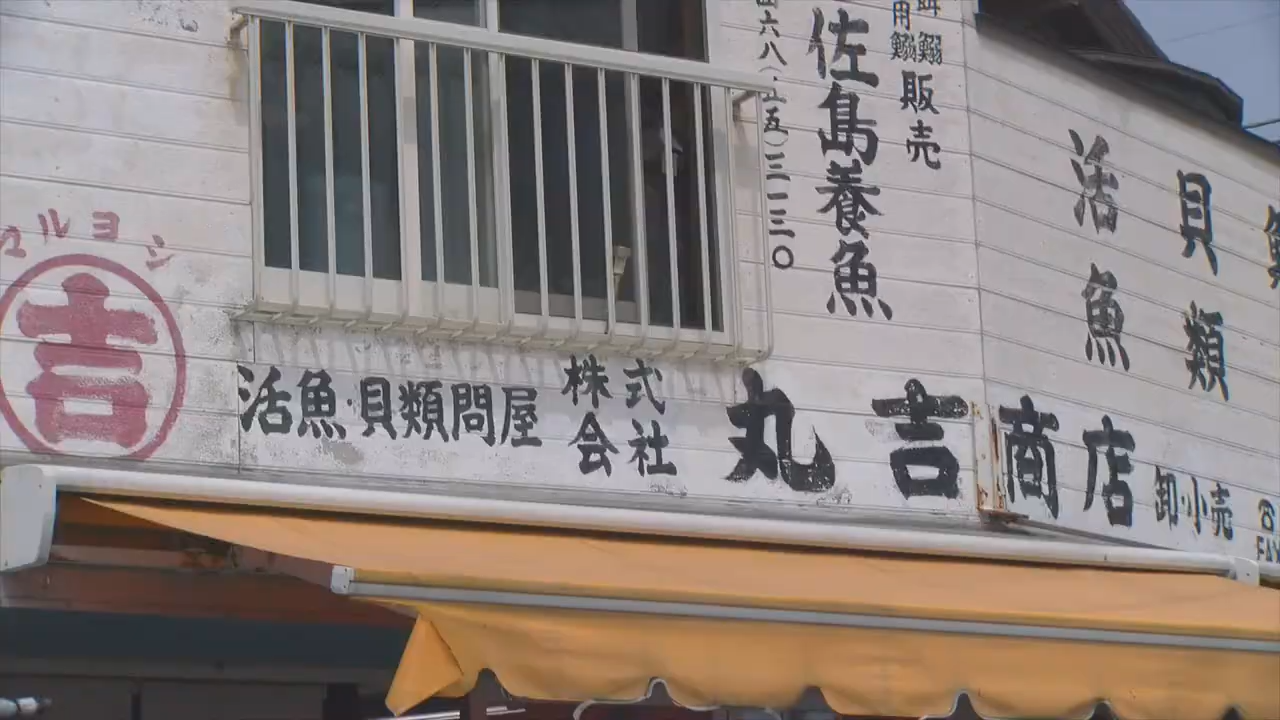 マルヨシ
吉
活魚・貝類問屋
株式
会社
丸吉商店
卸・小売
佐島養魚
販売
活魚
貝類